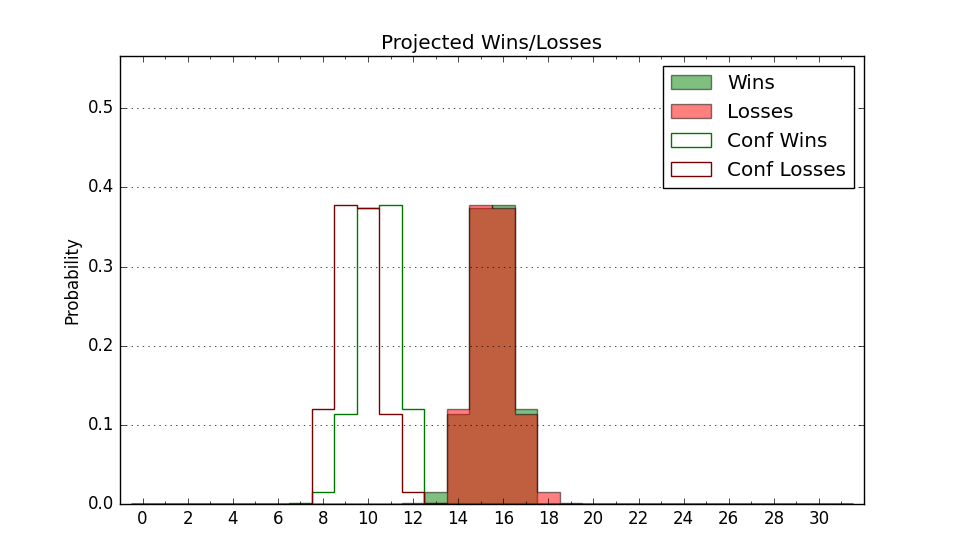 Projected Wins/Losses
Wins
Losses
Conf Wins
Conf Losses
Probability
0.5
0.4
0.3
0.2
0.1
0.0
0 2 4 6 8 10 12 14 16 18 20 22 24 26 28 30